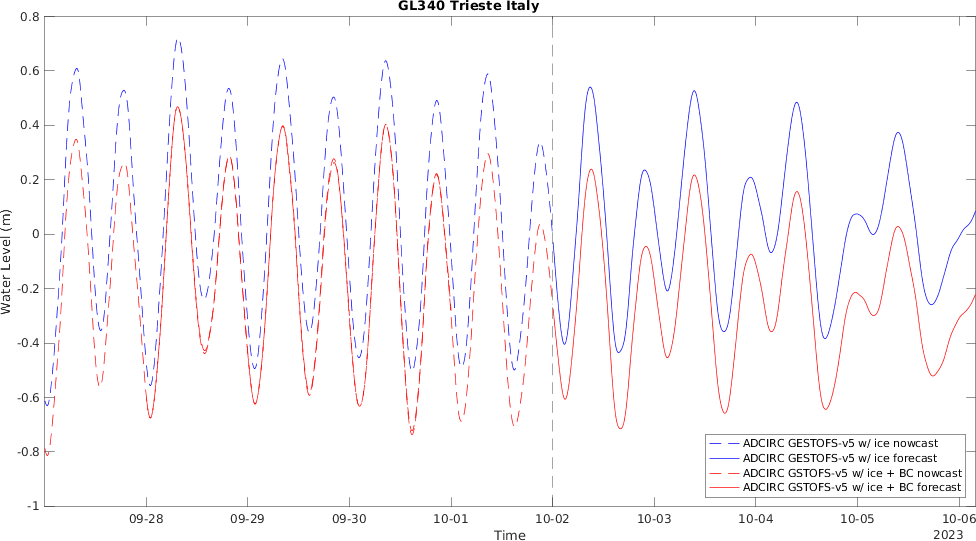 GL340 Trieste Italy
0.8
0.6
0.4
0.2
0
-0.2
-0.4
-0.6
-0.8
-1
Water Level (m)
ADCIRC GESTOFS-v5 w/ ice nowcast
ADCIRC GESTOFS-v5 w/ ice forecast
ADCIRC GSTOFS-v5 w/ ice + BC nowcast
ADCIRC GSTOFS-v5 w/ ice + BC forecast
09-28 09-29 09-30 10-01 10-02 10-03 10-04 10-05 10-06
Time
2023